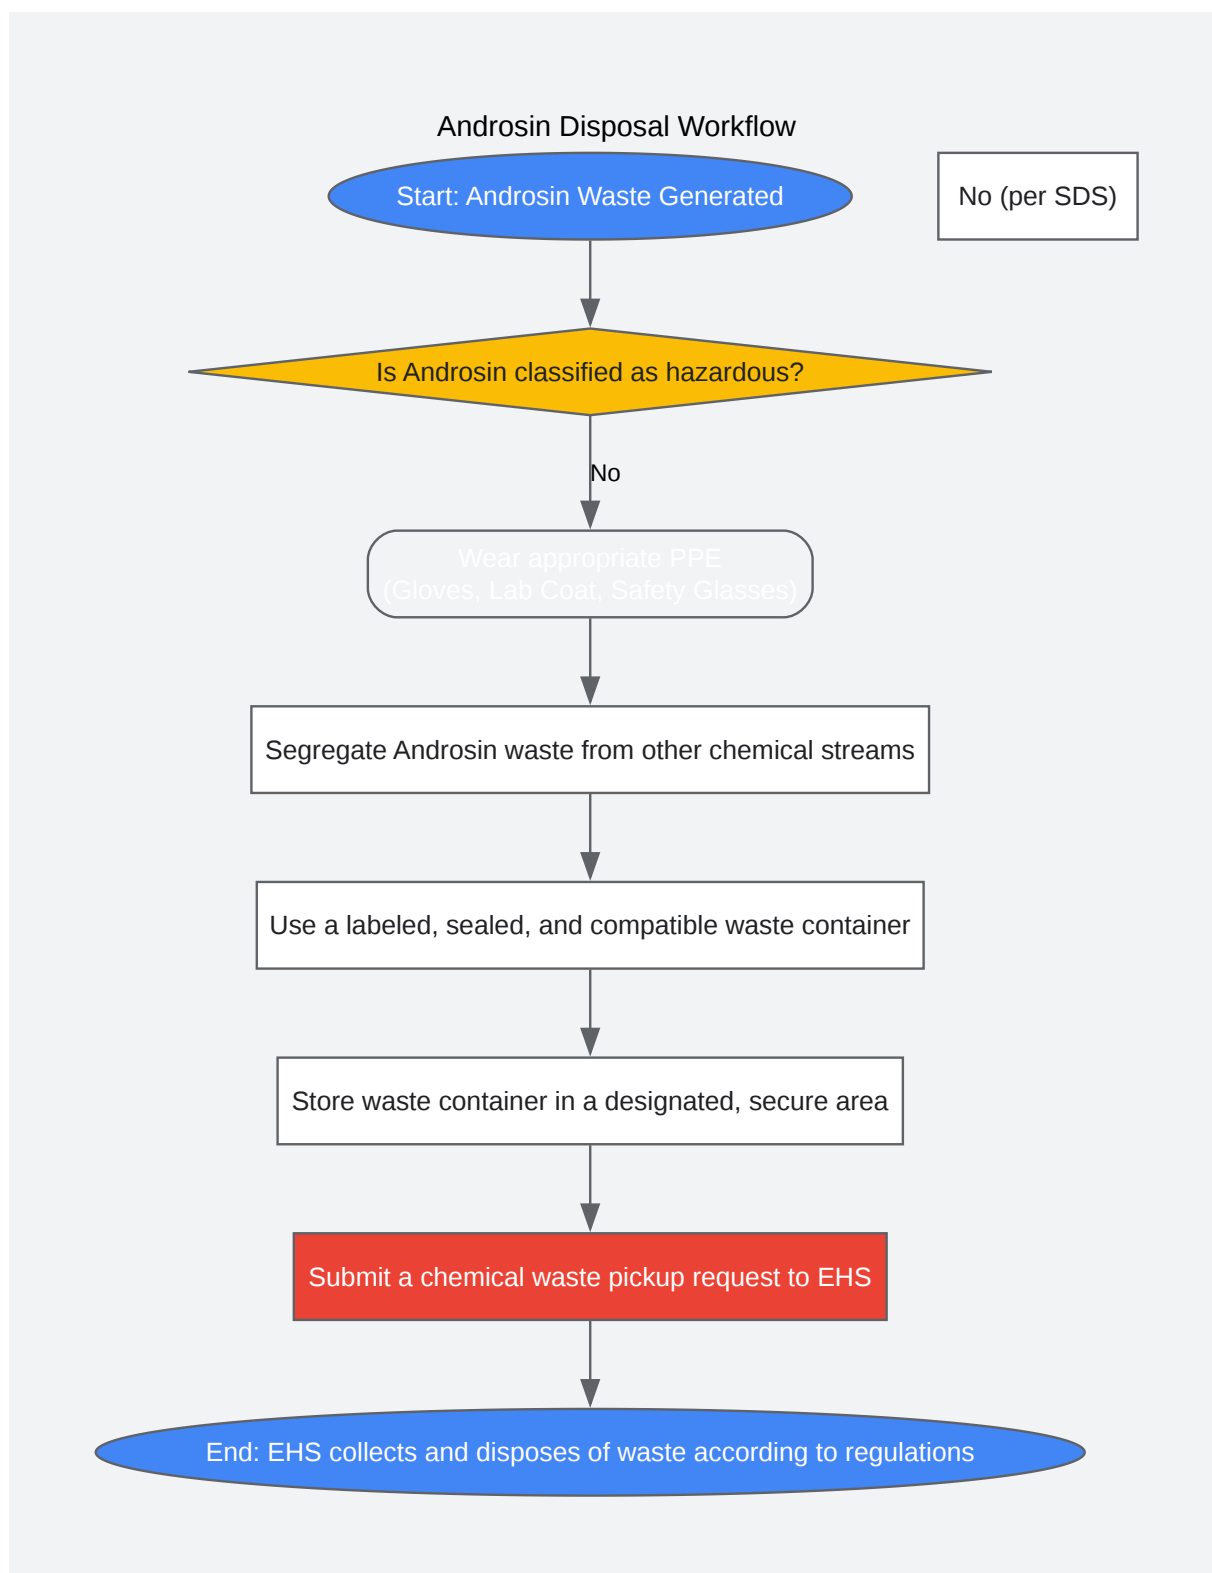 Androsin Disposal Workflow
Start: Androsin Waste Generated
No (per SDS)
Is Androsin classified as hazardous?
No
Wear appropriate PPE
(Gloves, Lab Coat, Safety Glasses)
Segregate Androsin waste from other chemical streams
Use a labeled, sealed, and compatible waste container
Store waste container in a designated, secure area
Submit a chemical waste pickup request to EHS
End: EHS collects and disposes of waste according to regulations